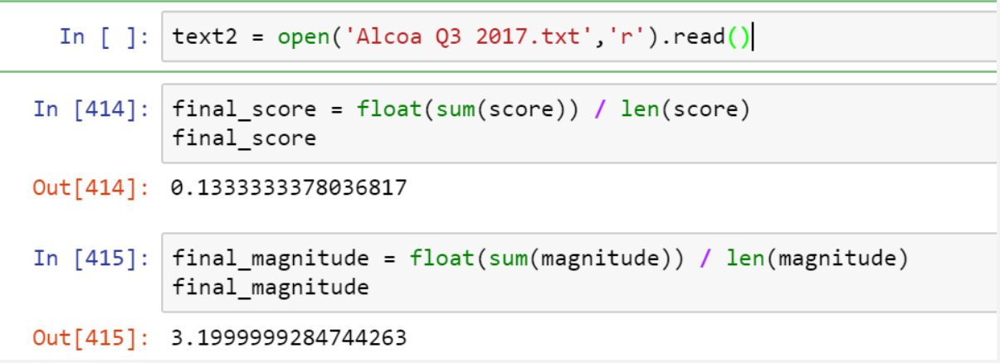 In [ ]: text2 = open('Alcoa Q3 2017.txt','r').read()
In [414]: final_score = float(sum(score)) / len(score)
final_score
Out[414]: 0.1333333378036817
In [415]: final_magnitude = float(sum(magnitude)) / len(magnitude)
final_magnitude
Out[415]: 3.1999999284744263